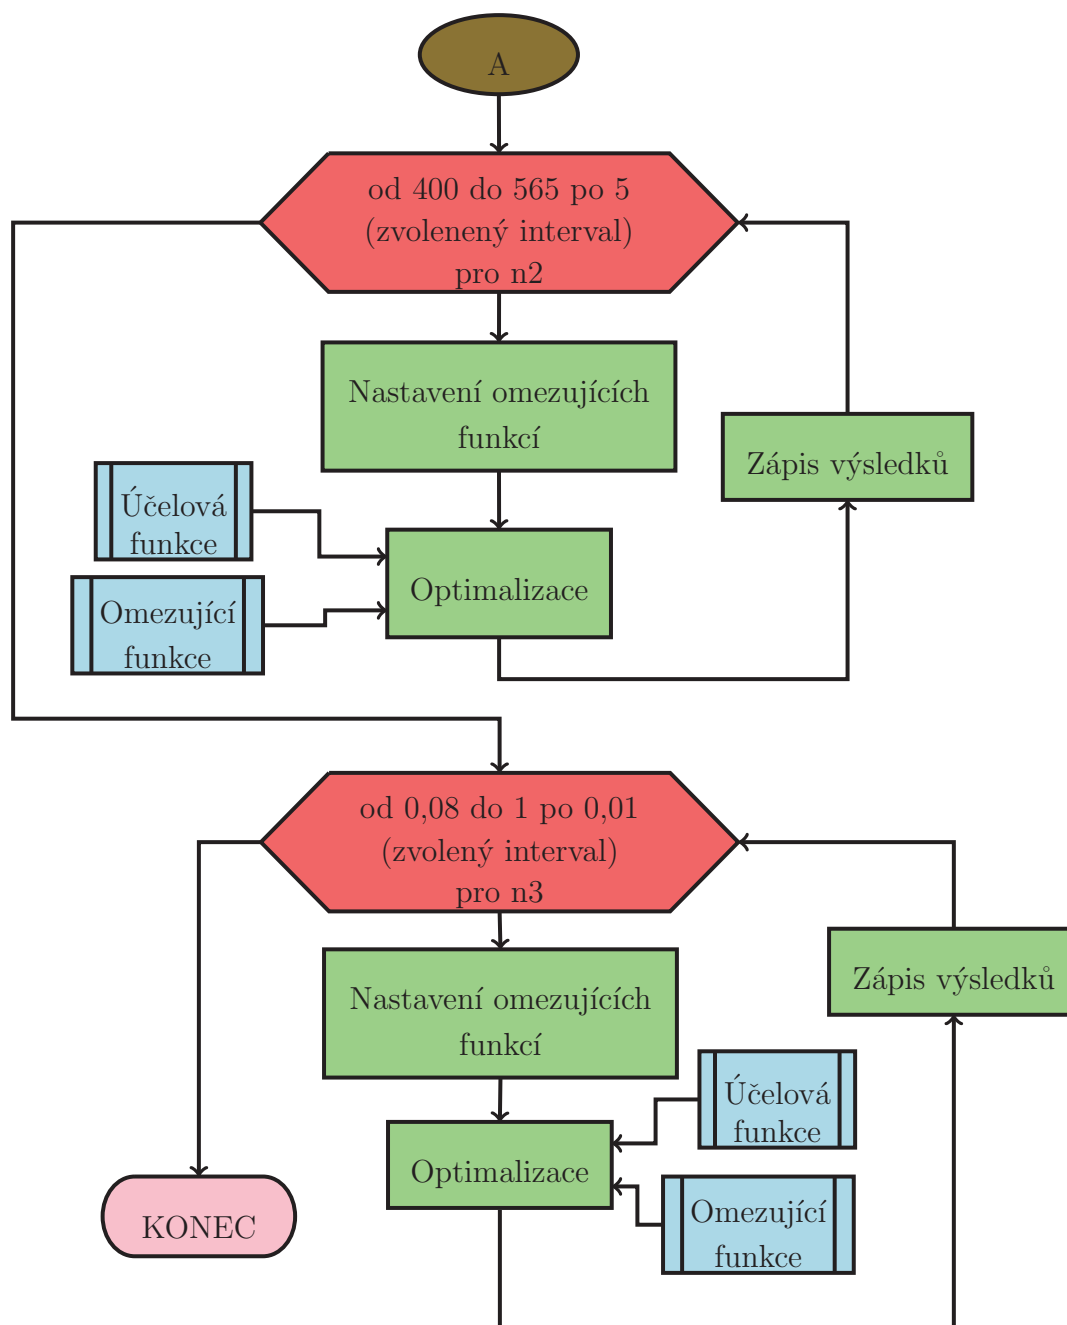 A
od 400 do 565 po 5
(zvolenený interval)
pro n2
Nastavení omezujících
funkcí
Zápis výsledků
Účelová
funkce
Optimalizace
Omezující
funkce
od 0,08 do 1 po 0,01
(zvolený interval)
pro n3
Nastavení omezujících
funkcí
Zápis výsledků
Účelová
funkce
Optimalizace
Omezující
funkce
KONEC